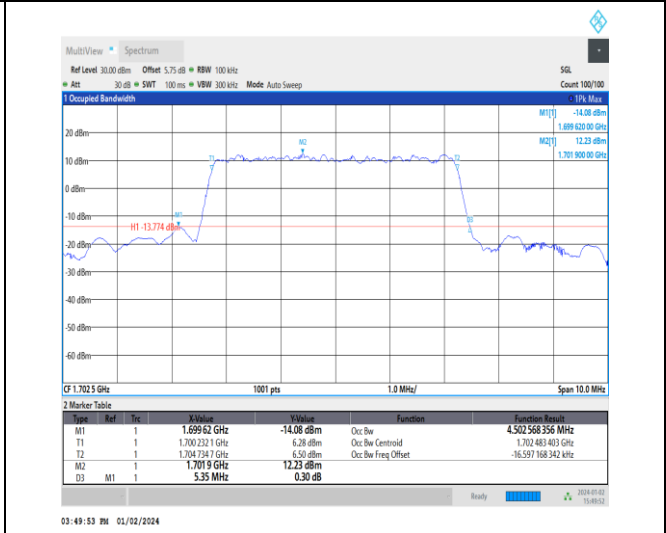 MultiView Spectrum
Ref Level 30.00 dBm Offset 5.75 dB RBW 100 kHz SGL
Att 30 dB SWT 100 ms VBW 300 kHz Mode Auto Sweep Count 100/100
1 Occupied Bandwidth 1Pk Max
M1[1] -14.08 dBm
1.699 620 00 GHz
M2[1] 12.23 dBm
1.701 900 00 GHz
20 dBm
M2
T1 T2
10 dBm
0 dBm
-10 dBm
M1 D3
H1 -13.774 dBm
-20 dBm
-30 dBm
-40 dBm
-50 dBm
-60 dBm
CF 1.702 5 GHz 1001 pts 1.0 MHz/ Span 10.0 MHz
2 Marker Table
Type Ref Trc X-Value Y-Value Function Function Result
M1 1 1.699 62 GHz -14.08 dBm Occ Bw 4.502 568 356 MHz
T1 1 1.700 232 1 GHz 6.28 dBm Occ Bw Centroid 1.702 483 403 GHz
T2 1 1.704 734 7 GHz 6.50 dBm Occ Bw Freq Offset -16.597 168 342 kHz
M2 1 1.701 9 GHz 12.23 dBm
D3 M1 1 5.35 MHz 0.30 dB
Ready 2024-01-02
15:49:52
03:49:53 PM 01/02/2024